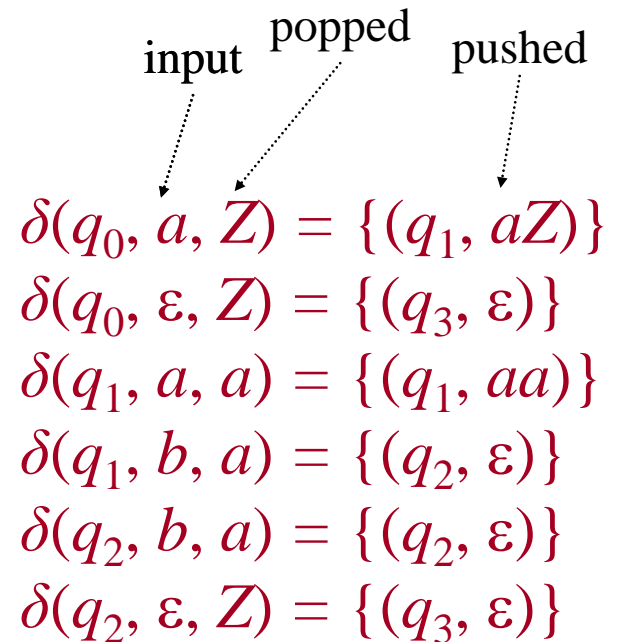 input popped pushed
δ(q₀, a, Z) = {(q₁, aZ)}
δ(q₀, ε, Z) = {(q₃, ε)}
δ(q₁, a, a) = {(q₁, aa)}
δ(q₁, b, a) = {(q₂, ε)}
δ(q₂, b, a) = {(q₂, ε)}
δ(q₂, ε, Z) = {(q₃, ε)}